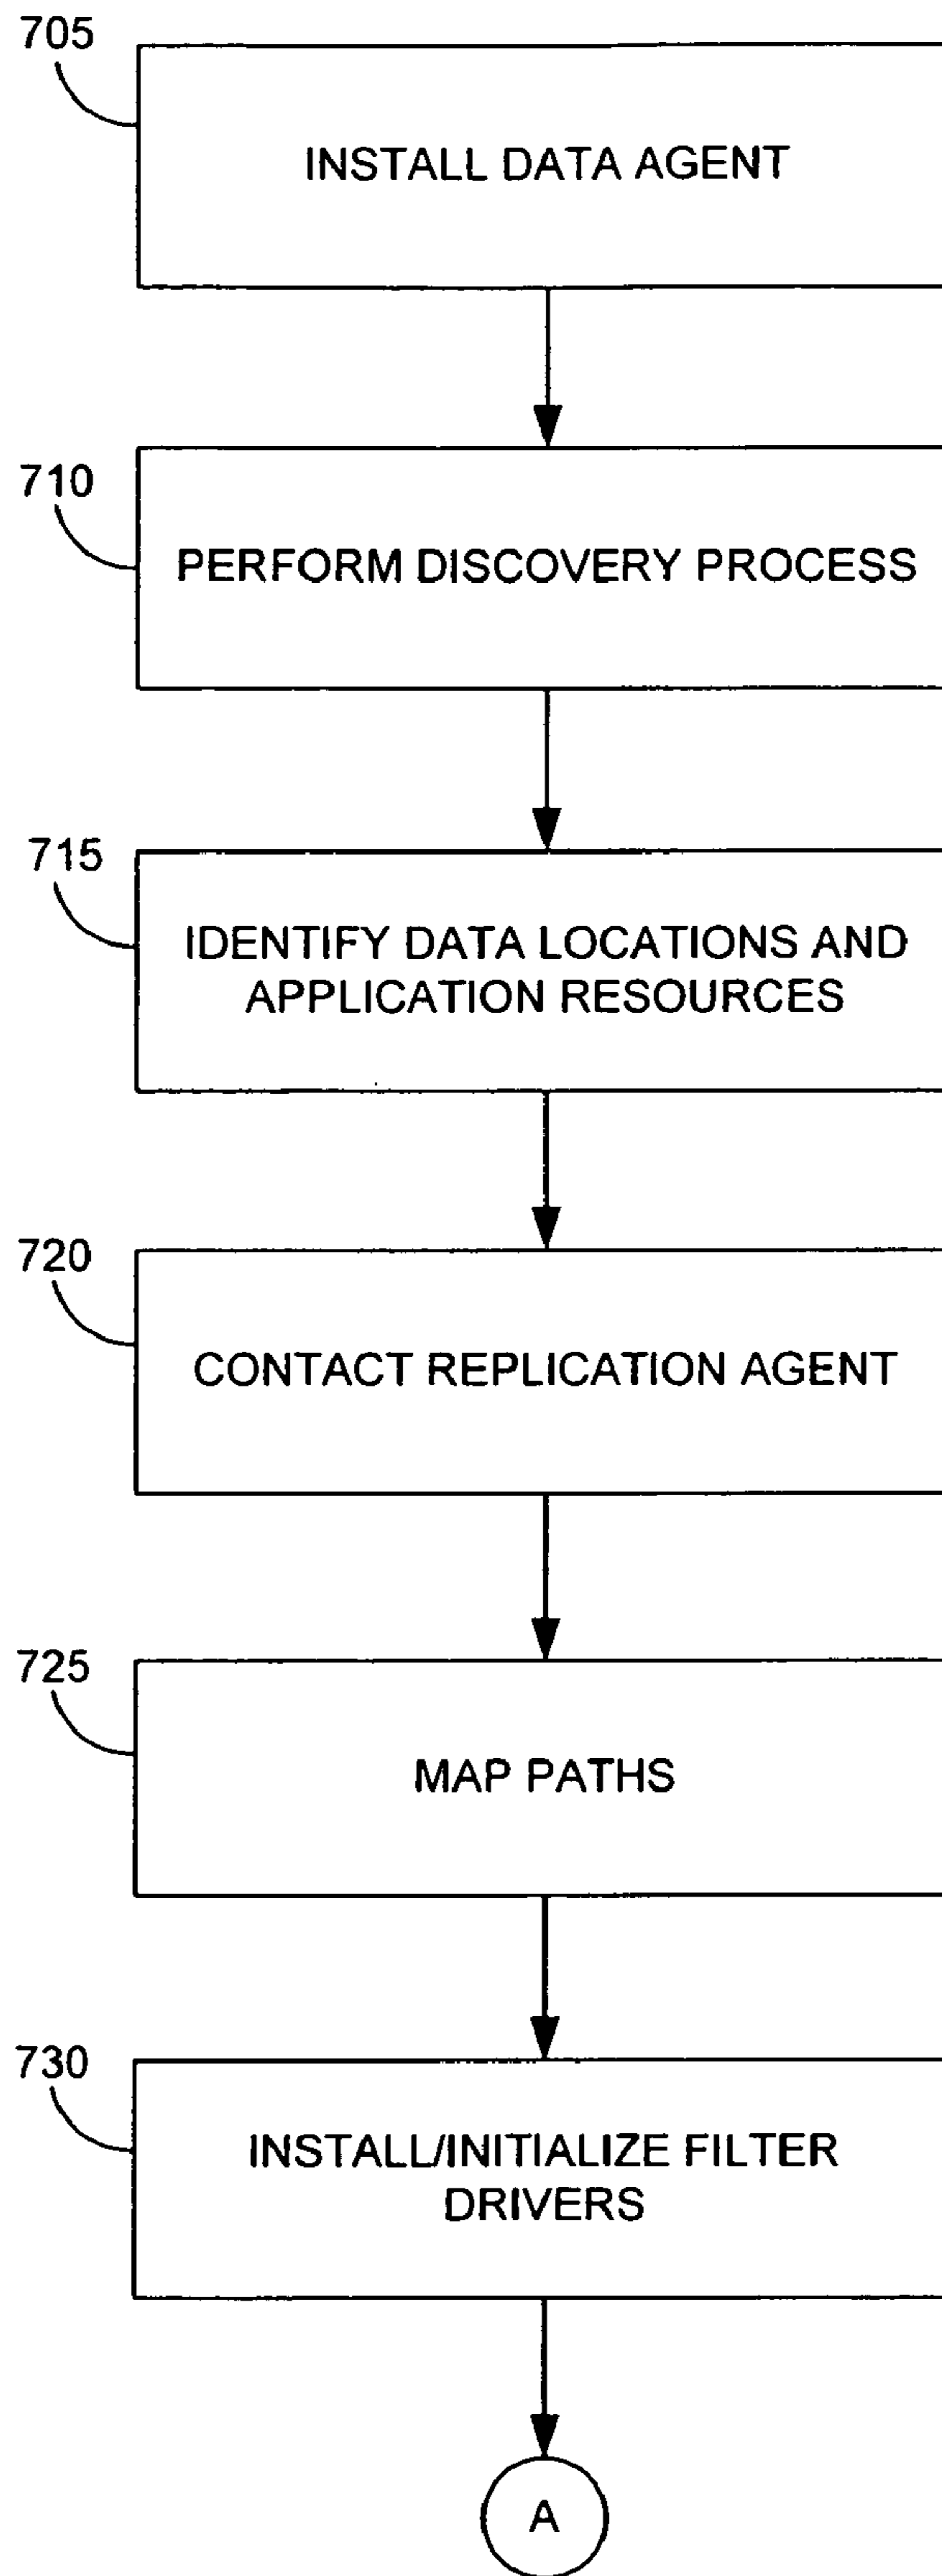 705
INSTALL DATA AGENT
710
PERFORM DISCOVERY PROCESS
715
IDENTIFY DATA LOCATIONS AND
APPLICATION RESOURCES
720
CONTACT REPLICATION AGENT
725
MAP PATHS
730
INSTALL/INITIALIZE FILTER
DRIVERS
A